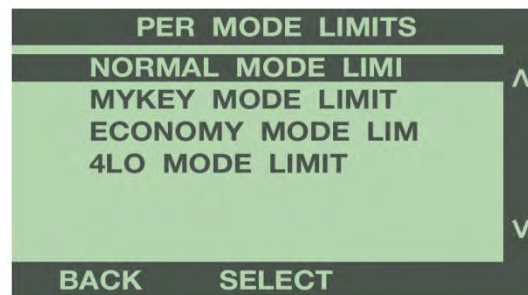 PER MODE LIMITS
NORMAL MODE LIMI
MYKEY MODE LIMIT
ECONOMY MODE LIM
4LO MODE LIMIT
BACK SELECT